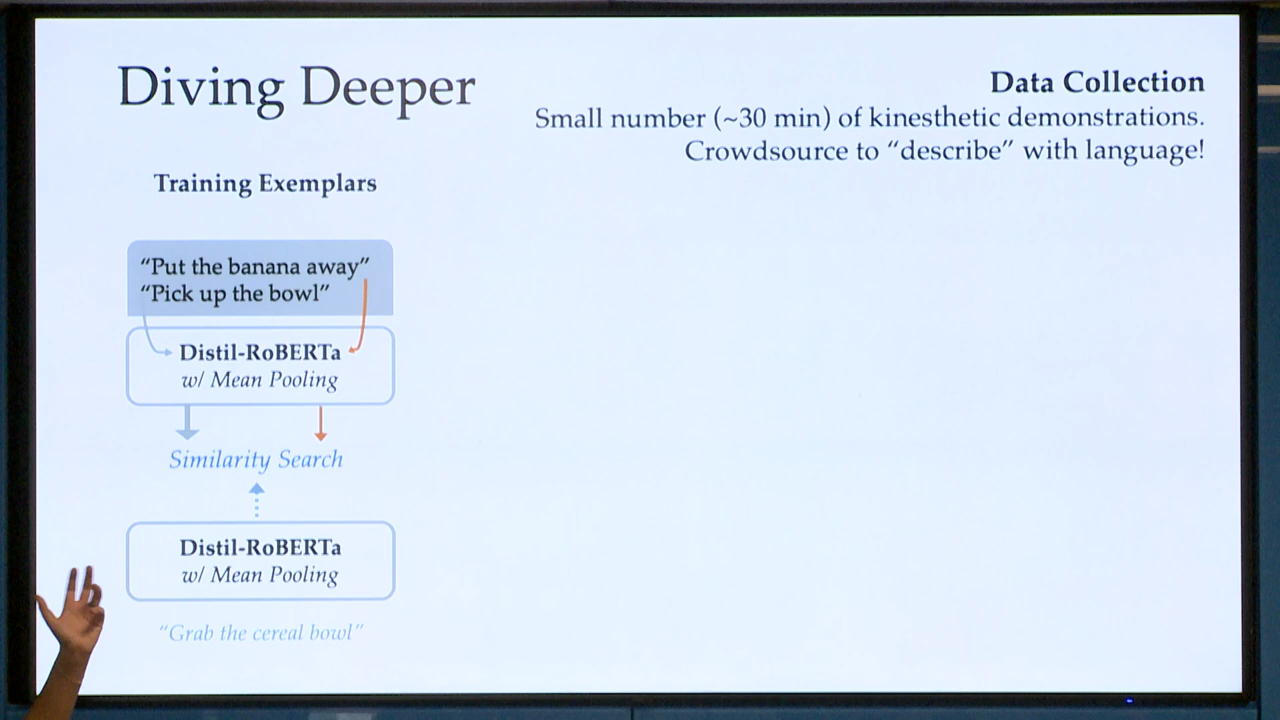 Diving Deeper
Data Collection
Small number (~30 min) of kinesthetic demonstrations.
Crowdsource to “describe” with language!
Training Exemplars
“Put the banana away”
“Pick up the bowl”
Distil-RoBERTa
w/ Mean Pooling
Similarity Search
Distil-RoBERTa
w/ Mean Pooling
“Grab the cereal bowl”